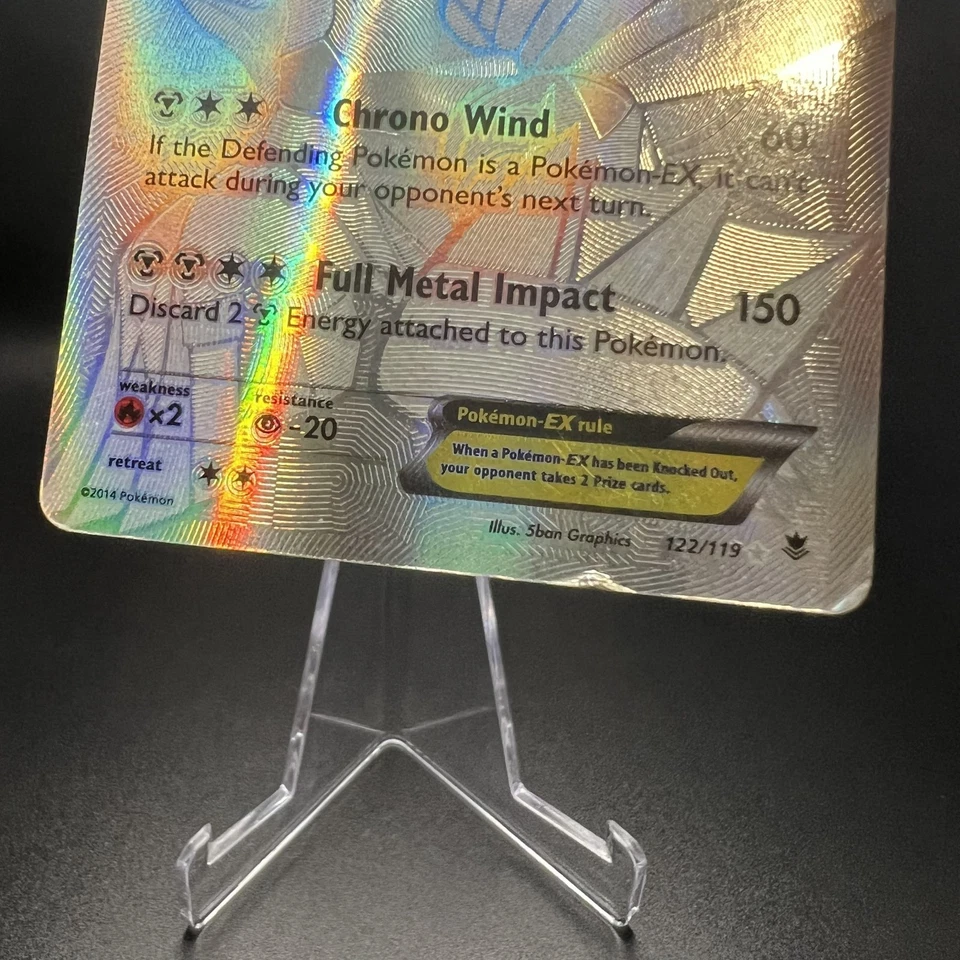 Chrono Wind 60
If the Defending Pokémon is a Pokémon-EX, it can't
attack during your opponent's next turn.
Full Metal Impact 150
Discard 2 Energy attached to this Pokémon.
weakness
×2
resistance
-20
retreat
Pokémon-EX rule
When a Pokémon-EX has been Knocked Out,
your opponent takes 2 Prize cards.
©2014 Pokémon
Illus. 5ban Graphics 122/119